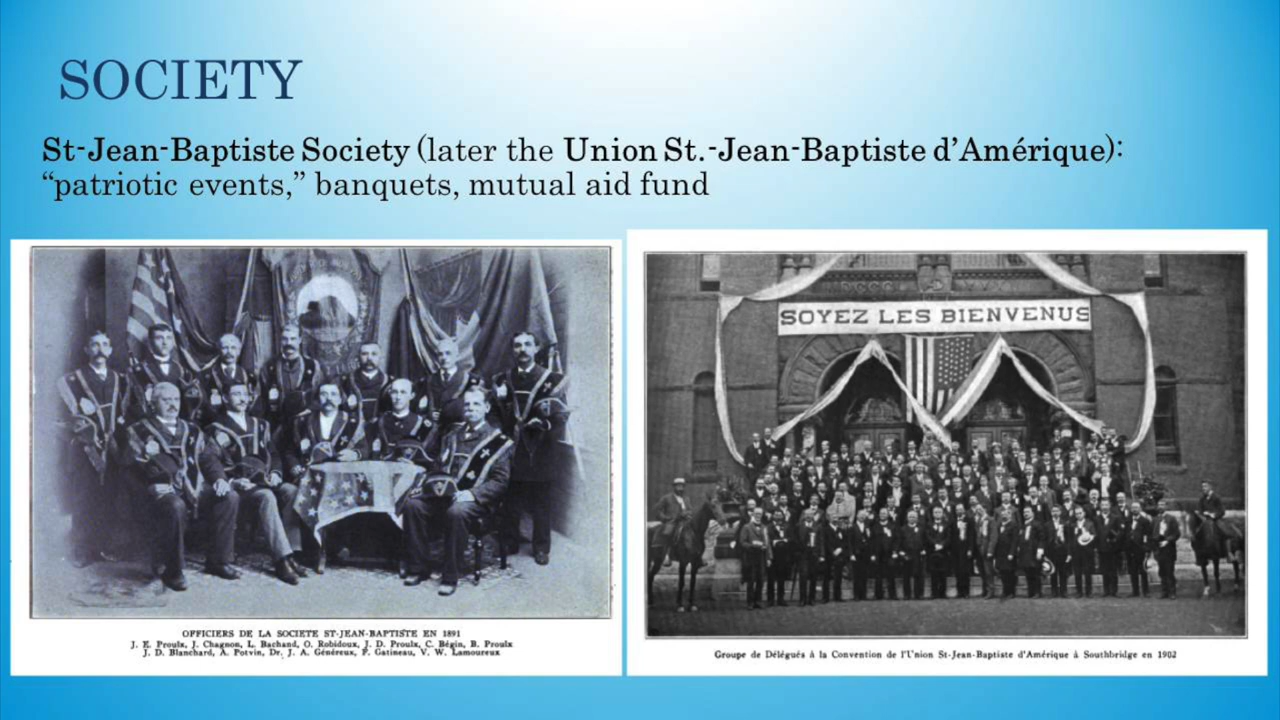 SOCIETY
St-Jean-Baptiste Society (later the Union St.-Jean-Baptiste d’Amérique):
“patriotic events,” banquets, mutual aid fund
SOYEZ LES BIENVENUS
OFFICIERS DE LA SOCIETE ST-JEAN-BAPTISTE EN 1891
J. E. Proulx, J. Chagnon, L. Bachand, O. Robidoux, J. D. Proulx, C. Bégin, B. Proulx
J. D. Blanchard, A. Potvin, Dr. J. A. Généreux, F. Gatineau, V. W. Lamoureux
Groupe de Délégués à la Convention de l'Union St-Jean-Baptiste d'Amérique à Southbridge en 1902